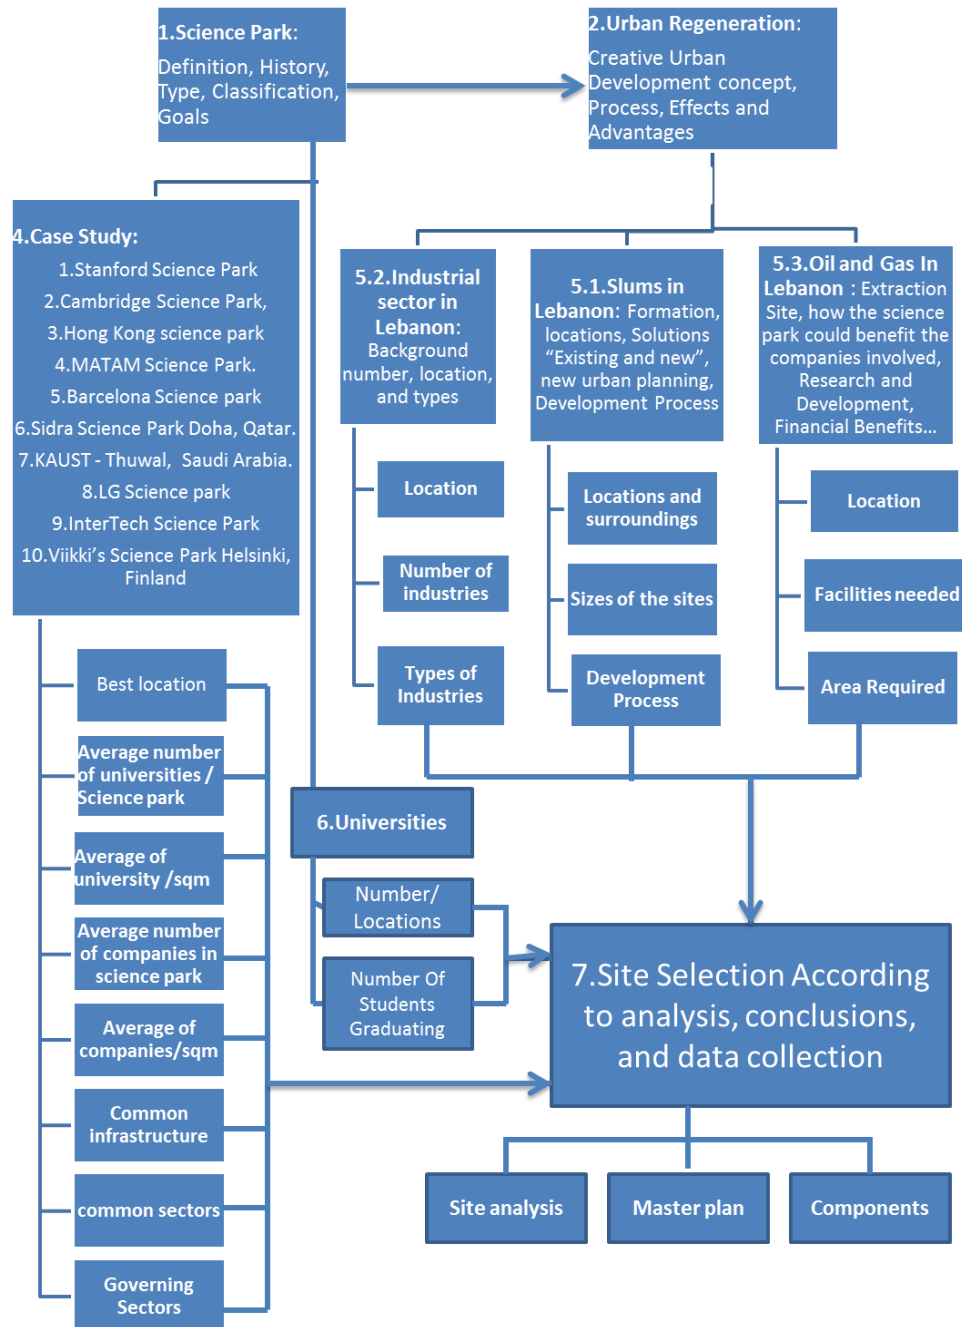 1.Science Park:
Definition, History,
Type, Classification,
Goals
2.Urban Regeneration:
Creative Urban
Development concept,
Process, Effects and
Advantages
4.Case Study:
1.Stanford Science Park
2.Cambridge Science Park,
3.Hong Kong science park
4.MATAM Science Park.
5.Barcelona Science park
6.Sidra Science Park Doha, Qatar.
7.KAUST - Thuwal, Saudi Arabia.
8.LG Science park
9.InterTech Science Park
10.Viikki’s Science Park Helsinki,
Finland
5.2.Industrial
sector in
Lebanon:
Background
number, location,
and types
5.1.Slums in
Lebanon: Formation,
locations, Solutions
“Existing and new”,
new urban planning,
Development Process
5.3.Oil and Gas In
Lebanon : Extraction
Site, how the science
park could benefit the
companies involved,
Research and
Development,
Financial Benefits...
Location
Number of
industries
Types of
Industries
Locations and
surroundings
Sizes of the sites
Development
Process
Location
Facilities needed
Area Required
Best location
Average number
of universities /
Science park
Average of
university /sqm
Average number
of companies in
science park
Average of
companies/sqm
Common
infrastructure
common sectors
Governing
Sectors
6.Universities
Number/
Locations
Number Of
Students
Graduating
7.Site Selection According
to analysis, conclusions,
and data collection
Site analysis
Master plan
Components